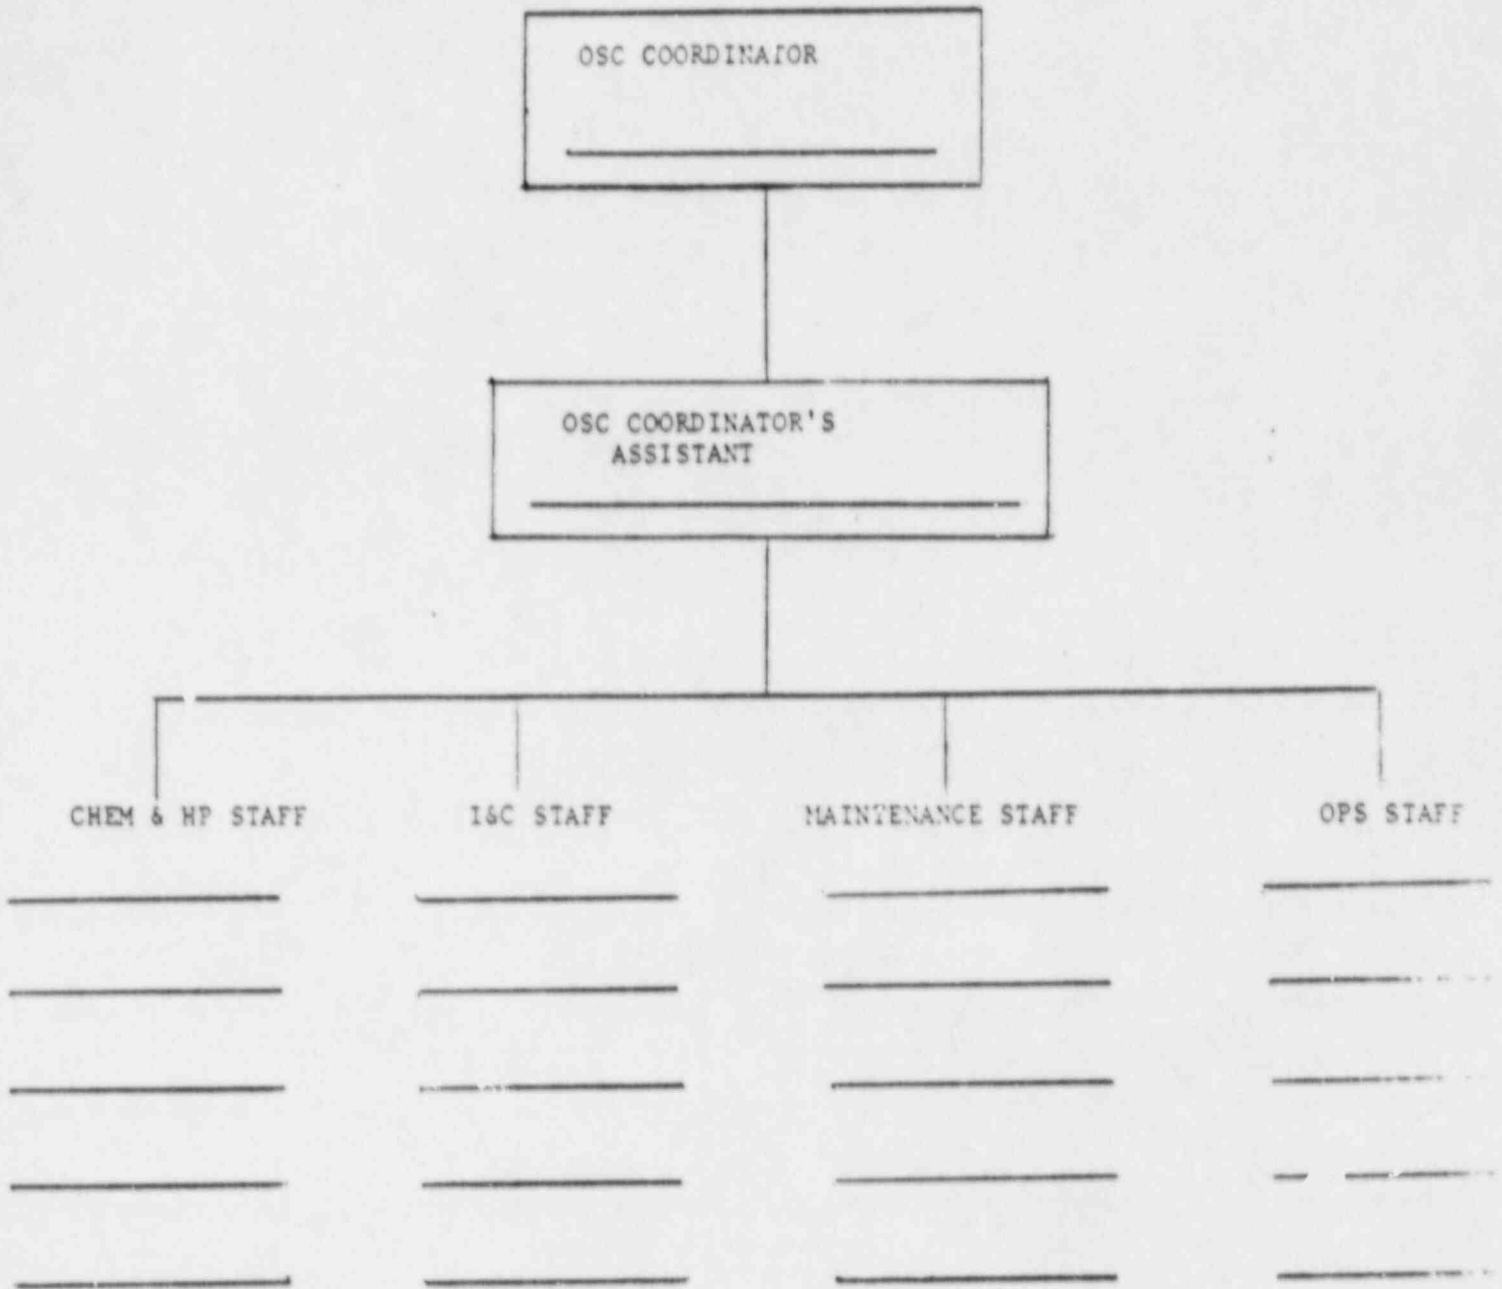 OSC COORDINATOR
OSC COORDINATOR'S
ASSISTANT
CHEM & HP STAFF
I&C STAFF
MAINTENANCE STAFF
OPS STAFF